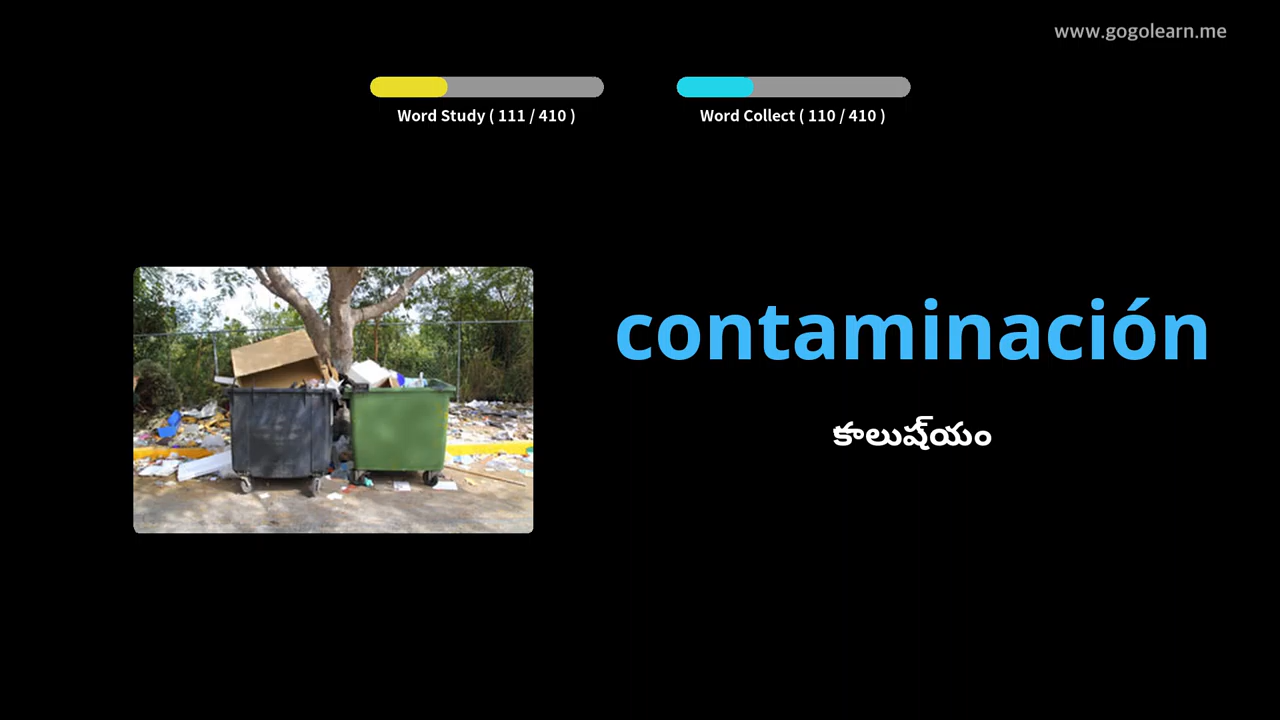 www.gogolearn.me
Word Study ( 111 / 410 )
Word Collect ( 110 / 410 )
contaminación
కాలుష్యం